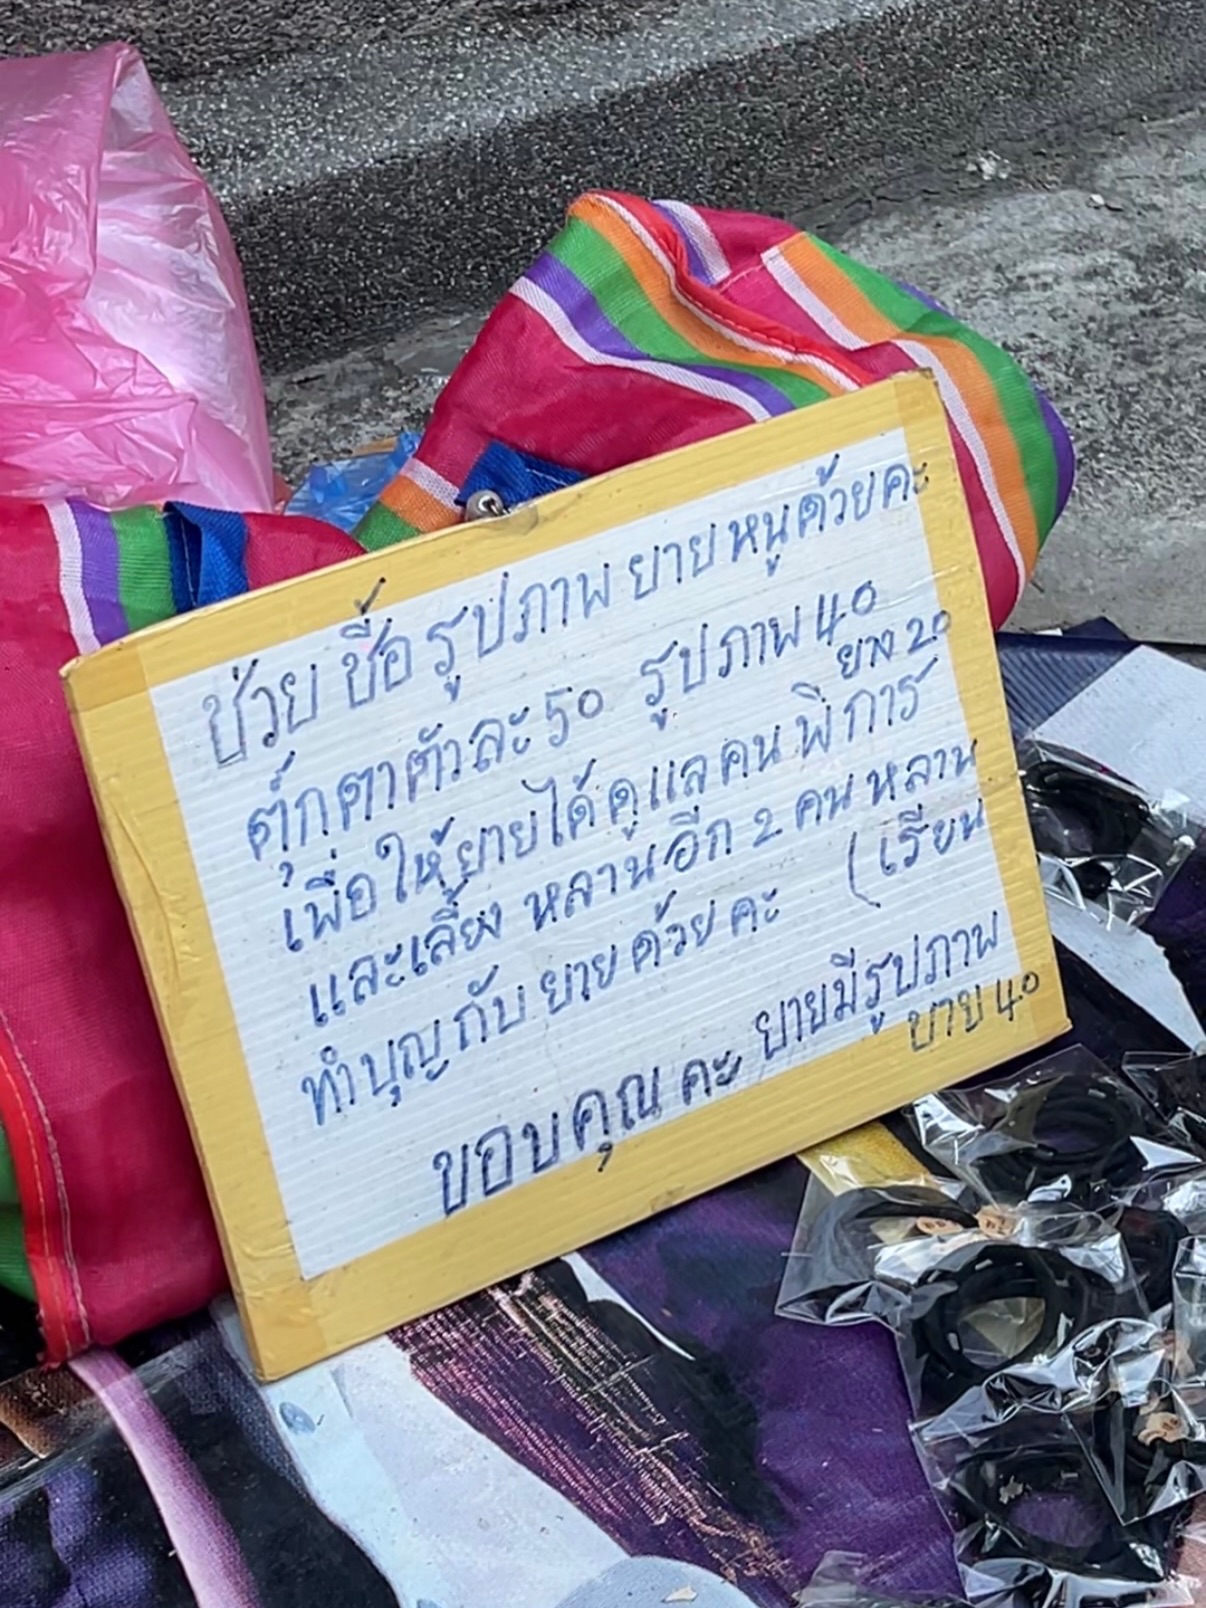 ช่วยซื้อรูปภาพยายหนูด้วยคะ
ตุ๊กตาตัวละ 50 รูปภาพ 40
ยาง 20
เพื่อให้ยายได้ดูแลคนพิการ
และเลี้ยงหลานอีก 2 คน หลาน
(เรียน
ทำบุญกับยายด้วยคะ
ขอบคุณคะ ยายมีรูปภาพ
ขาย 40